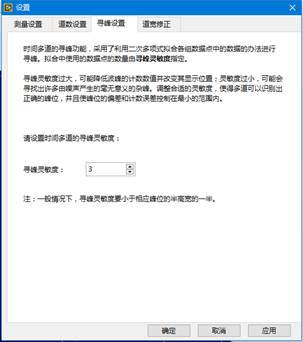 设置
测量设置 道数设置 寻峰设置 道宽修正
时间多道的寻峰功能，采用了利用二次多项式拟合各组数据点中的数据的办法进行
寻峰。拟合中使用的数据点的数量由寻峰灵敏度指定。
寻峰灵敏度过大，可能降低波峰的计数数值并改变其显示位置；灵敏度过小，可能会
寻找出许多由噪声产生的毫无意义的杂峰。调整合适的灵敏度，使得多道可以识别出
正确的峰位，并且使峰位的偏差和计数误差控制在最小的范围内。
请设置时间多道的寻峰灵敏度：
寻峰灵敏度： 3
注：一般情况下，寻峰灵敏度要小于相应峰位的半高宽的一半。
确定 取消 应用